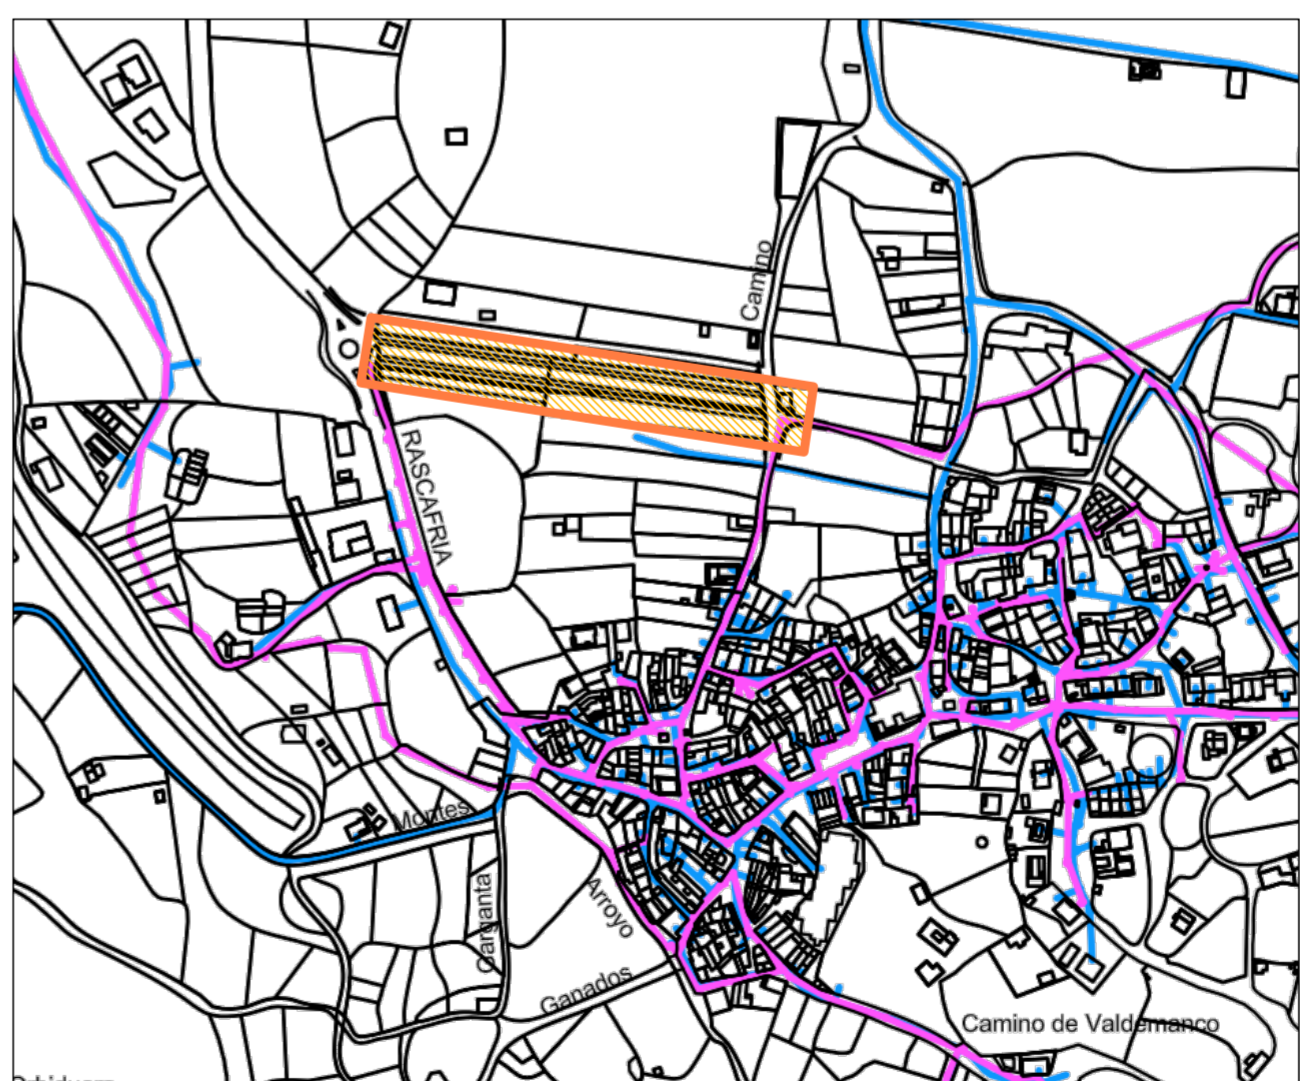 Camino
RASCAFRIA
Montes
Garganta
Arroyo
Ganados
Camino de Valdemanco